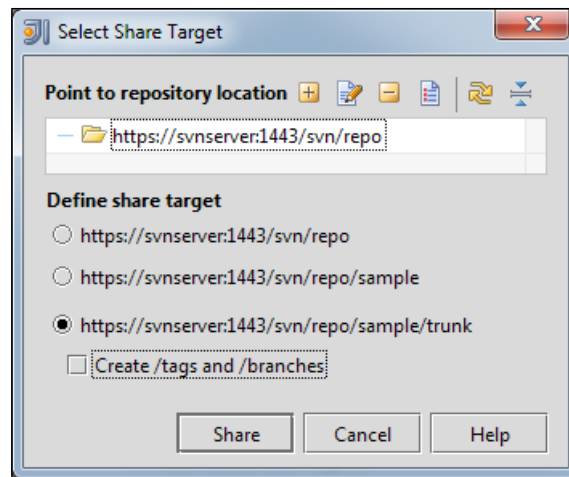 Select Share Target
Point to repository location
https://svnserver:1443/svn/repo
Define share target
https://svnserver:1443/svn/repo
https://svnserver:1443/svn/repo/sample
https://svnserver:1443/svn/repo/sample/trunk
Create /tags and /branches
Share Cancel Help